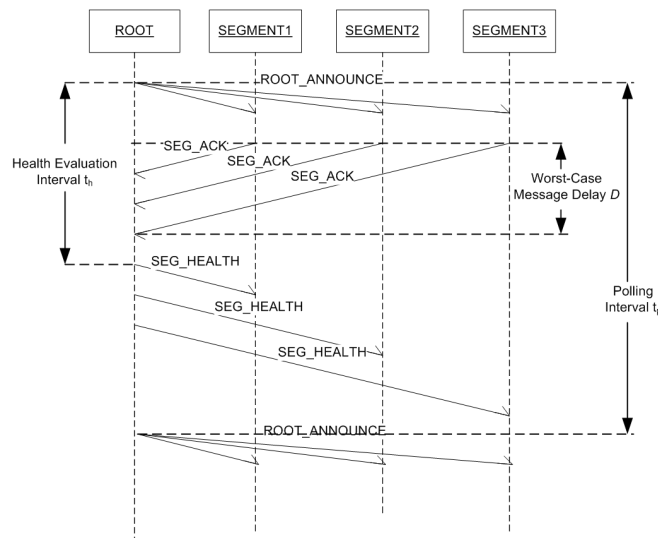 ROOT SEGMENT1 SEGMENT2 SEGMENT3
ROOT_ANNOUNCE
SEG_ACK
SEG_ACK
SEG_ACK
Health Evaluation
Interval th
Worst-Case
Message Delay D
SEG_HEALTH
SEG_HEALTH
SEG_HEALTH
Polling
Interval t
ROOT_ANNOUNCE